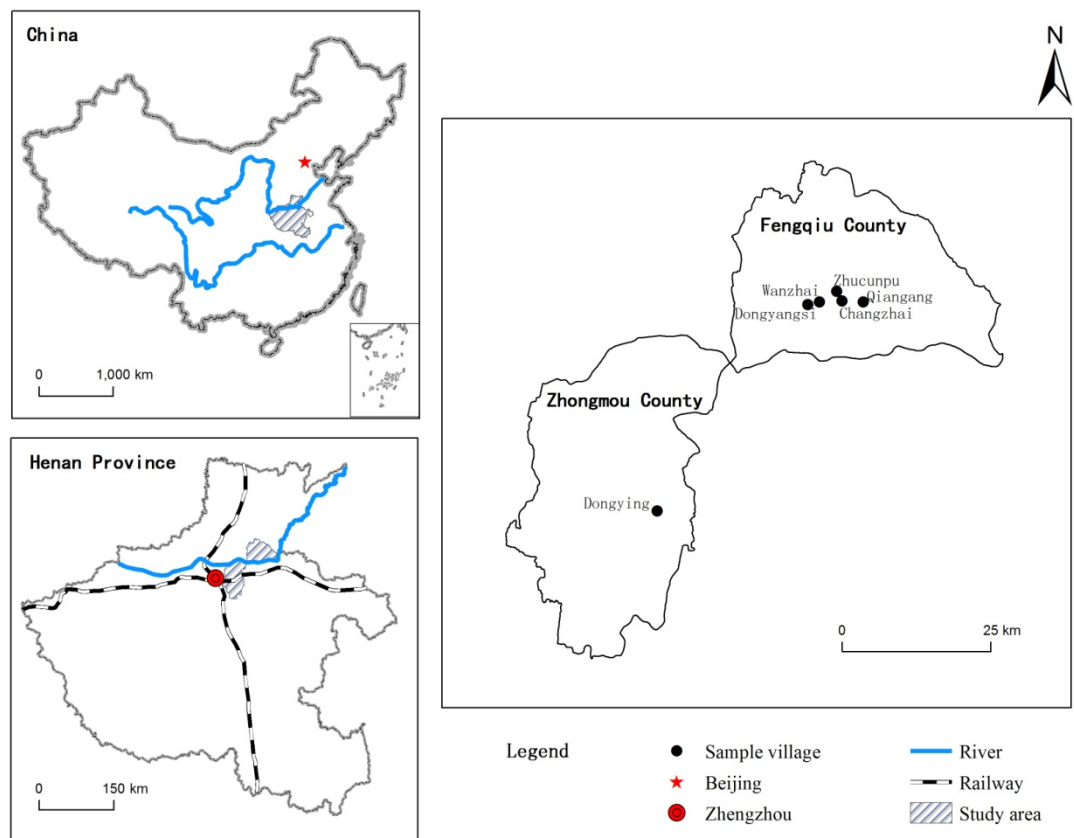 China
0 1,000 km
Henan Province
0 150 km
N
Fengqiu County
Zhucunpu
Wanzhai
Qiangang
Dongyangsi
Changzhai
Zhongmou County
Dongying
0 25 km
Legend
Sample village
River
Beijing
Railway
Zhengzhou
Study area